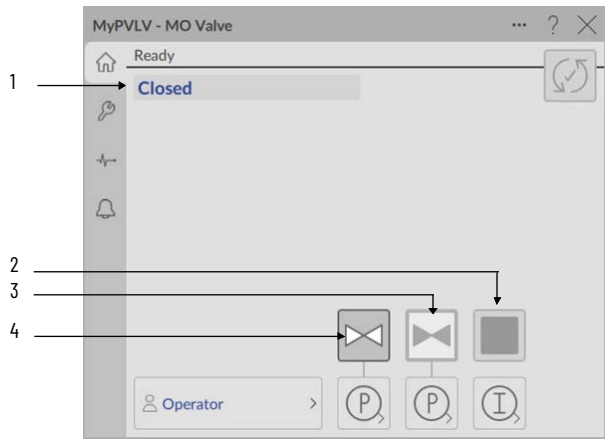 MyPVLV - MO Valve ... ?
Ready
1
Closed
2
3
4
Operator
P
P
I